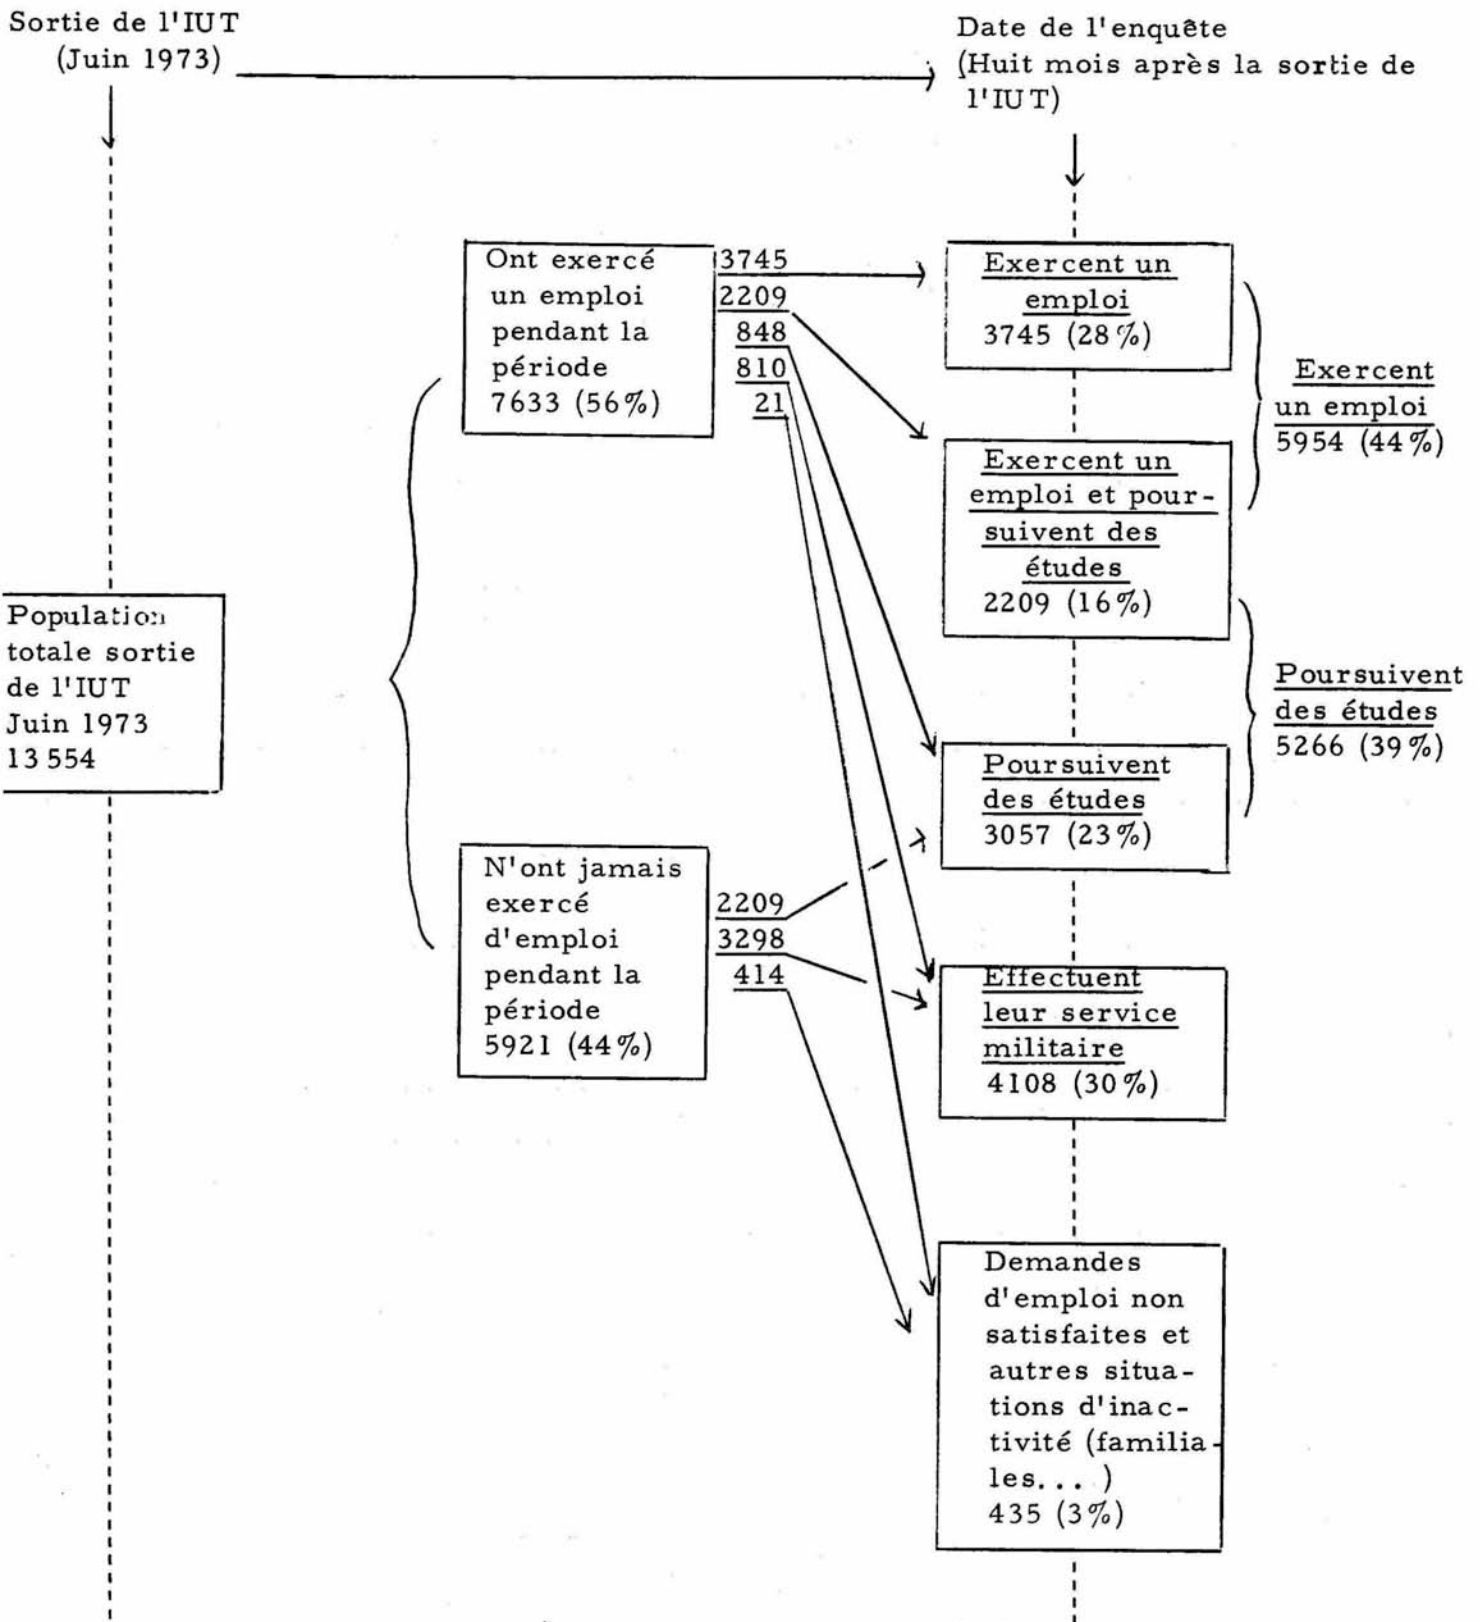 Sortie de l'IUT
(Juin 1973)
Date de l'enquête
(Huit mois après la sortie de
l'IUT)
Population
totale sortie
de l'IUT
Juin 1973
13 554
Ont exercé
un emploi
pendant la
période
7633 (56%)
3745
2209
848
810
21
N'ont jamais
exercé
d'emploi
pendant la
période
5921 (44%)
2209
3298
414
Exercent un
emploi
3745 (28%)
Exercent un
emploi et pour-
suivent des
études
2209 (16%)
Poursuivent
des études
3057 (23%)
Effectuent
leur service
militaire
4108 (30%)
Demandes
d'emploi non
satisfaites et
autres situa-
tions d'inac-
tivité (familia-
les... )
435 (3%)
Exercent
un emploi
5954 (44%)
Poursuivent
des études
5266 (39%)